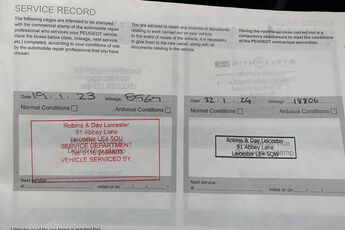 SERVICE RECORD
The following pages are intended to be stamped
with the commercial stamp of the automobile repair
professional who services your PEUGEOT vehicle.
Have the boxes below (date, mileage, next service,
etc.) completed, according to your conditions of use,
by the automobile repair professional that you have
chosen.
You are advised to retain any invoices or documents
relating to work carried out on your vehicle.
In the event of resale of the vehicle, it is necessary
to give them to the new owner, along with all
documents relating to the vehicle.
Having the routine services carried out is a
compulsory requirement within the conditions
of the PEUGEOT contractual warranties.
Date 19.1.23 Mileage 8567
Normal Conditions Arduous Conditions
Robins & Day Leicester
91 Abbey Lane
Leicester LE4 5QU
SERVICE DEPARTMENT
VEHICLE SERVICED BY
Next service
at miles or on / /
Date 22.1.24 Mileage 18806
Normal Conditions Arduous Conditions
Robins & Day Leicester
91 Abbey Lane
Leicester LE4
stamp
Next service
at miles or on / /